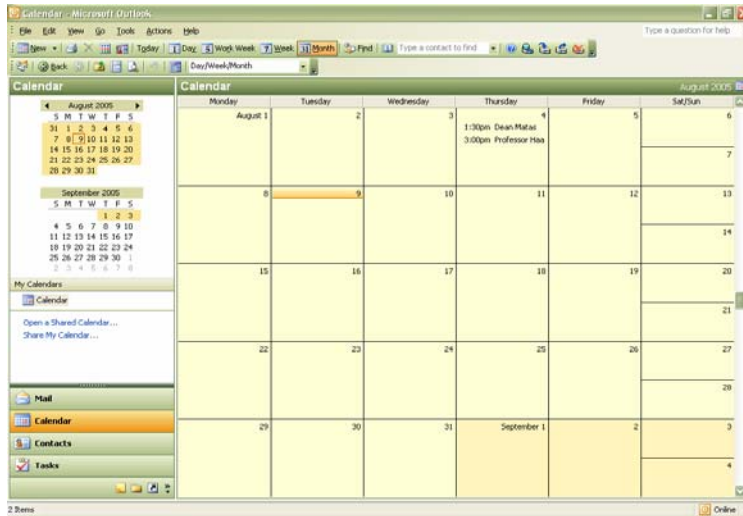 Calendar - Microsoft Outlook
File Edit View Go Tools Actions Help
Type a question for help
New Today 1 Day 5 Work Week 7 Week 31 Month Find Type a contact to find
Back Day/Week/Month
Calendar
August 2005
S M T W T F S
31 1 2 3 4 5 6
7 8 9 10 11 12 13
14 15 16 17 18 19 20
21 22 23 24 25 26 27
28 29 30 31
September 2005
S M T W T F S
1 2 3
4 5 6 7 8 9 10
11 12 13 14 15 16 17
18 19 20 21 22 23 24
25 26 27 28 29 30 1
2 3 4 5 6 7 8
My Calendars
Calendar
Open a Shared Calendar...
Share My Calendar...
Mail
Calendar
Contacts
Tasks
Calendar August 2005
Monday Tuesday Wednesday Thursday Friday Sat/Sun
August 1 2 3 4 5 6
1:30pm Dean Matas
3:00pm Professor Haa
7
8 9 10 11 12 13
14
15 16 17 18 19 20
21
22 23 24 25 26 27
28
29 30 31 September 1 2 3
4
2 Items
Online